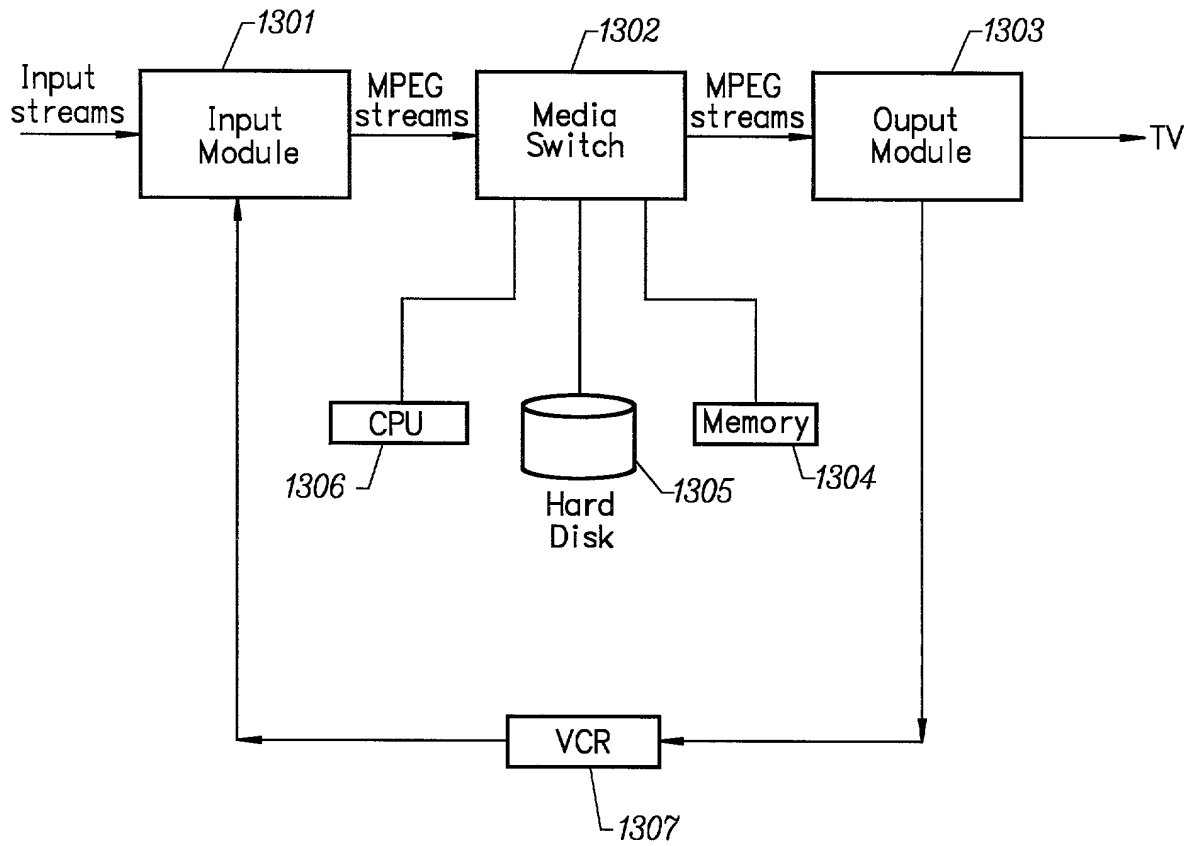 1301
1302
1303
Input
streams
Input
Module
MPEG
streams
Media
Switch
MPEG
streams
Ouput
Module
TV
CPU
1306
Hard
Disk
1305
Memory
1304
VCR
1307